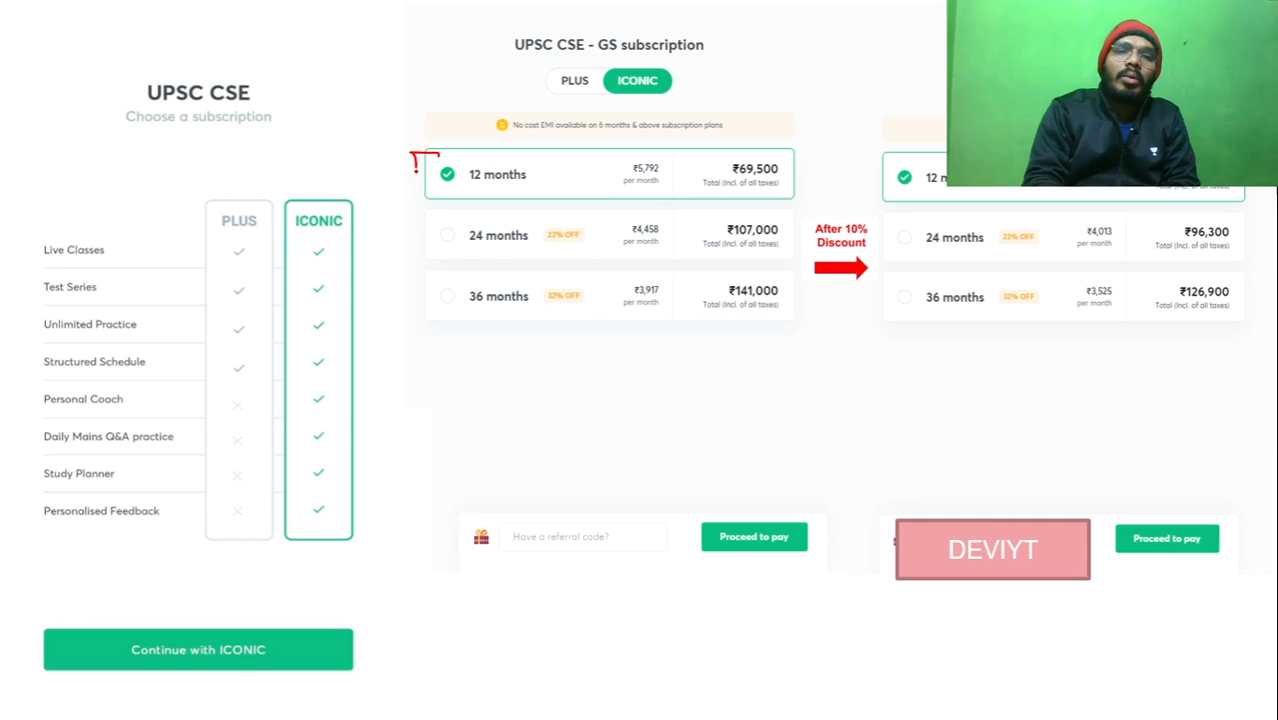 UPSC CSE
Choose a subscription
PLUS
ICONIC
Live Classes
Test Series
Unlimited Practice
Structured Schedule
Personal Coach
Daily Mains Q&A practice
Study Planner
Personalised Feedback
Continue with ICONIC
UPSC CSE - GS subscription
PLUS
ICONIC
No cost EMI available on 6 months & above subscription plans
12 months ₹5,792 ₹69,500
per month Total (Incl. of all taxes)
24 months 23% OFF ₹4,458 ₹107,000
per month Total (Incl. of all taxes)
36 months 32% OFF ₹3,917 ₹141,000
per month Total (Incl. of all taxes)
Have a referral code?
Proceed to pay
After 10%
Discount
12
24 months 23% OFF ₹4,013 ₹96,300
per month Total (Incl. of all taxes)
36 months 32% OFF ₹3,525 ₹126,900
per month Total (Incl. of all taxes)
DEVIYT
Proceed to pay